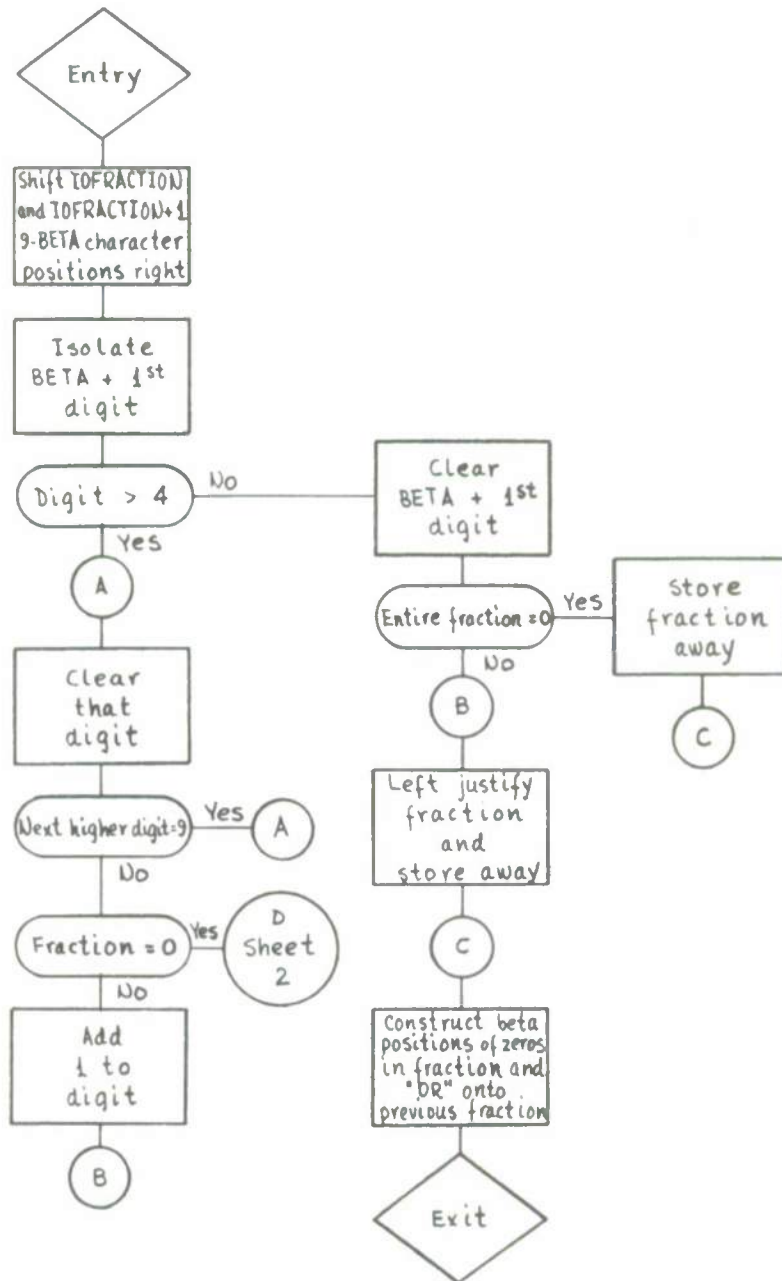 Entry
Shift IOFRACTION
and IOFRACTION+1
9-BETA character
positions right
Isolate
BETA + 1st
digit
Digit > 4
No
Yes
A
Clear
that
digit
Next higher digit=9
Yes
A
No
Fraction = 0
Yes
D
Sheet
2
No
Add
1 to
digit
B
Clear
BETA + 1st
digit
Entire fraction = 0
Yes
Store
fraction
away
C
No
B
Left justify
fraction
and
store away
C
Construct beta
positions of zeros
in fraction and
"OR" onto
previous fraction
Exit